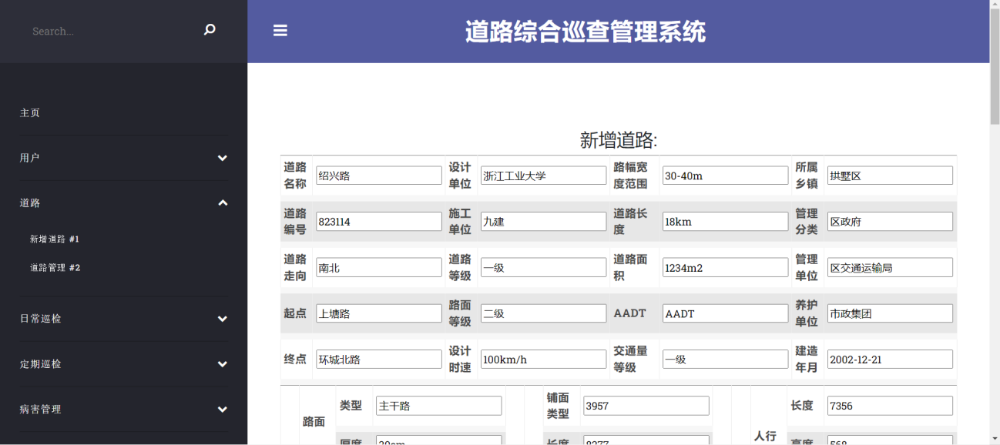 Search...
道路综合巡查管理系统
主页
用户
道路
新增道路 #1
道路管理 #2
日常巡检
定期巡检
病害管理
新增道路:
道路名称 绍兴路 设计单位 浙江工业大学 路幅宽度范围 30-40m 所属乡镇 拱墅区
道路编号 823114 施工单位 九建 道路长度 18km 管理分类 区政府
道路走向 南北 道路等级 一级 道路面积 1234m2 管理单位 区交通运输局
起点 上塘路 路面等级 二级 AADT AADT 养护单位 市政集团
终点 环城北路 设计时速 100km/h 交通量等级 一级 建造年月 2002-12-21
路面 类型 主干路 铺面类型 3957 人行 长度 7356
厚度 20cm 长度 8277 568